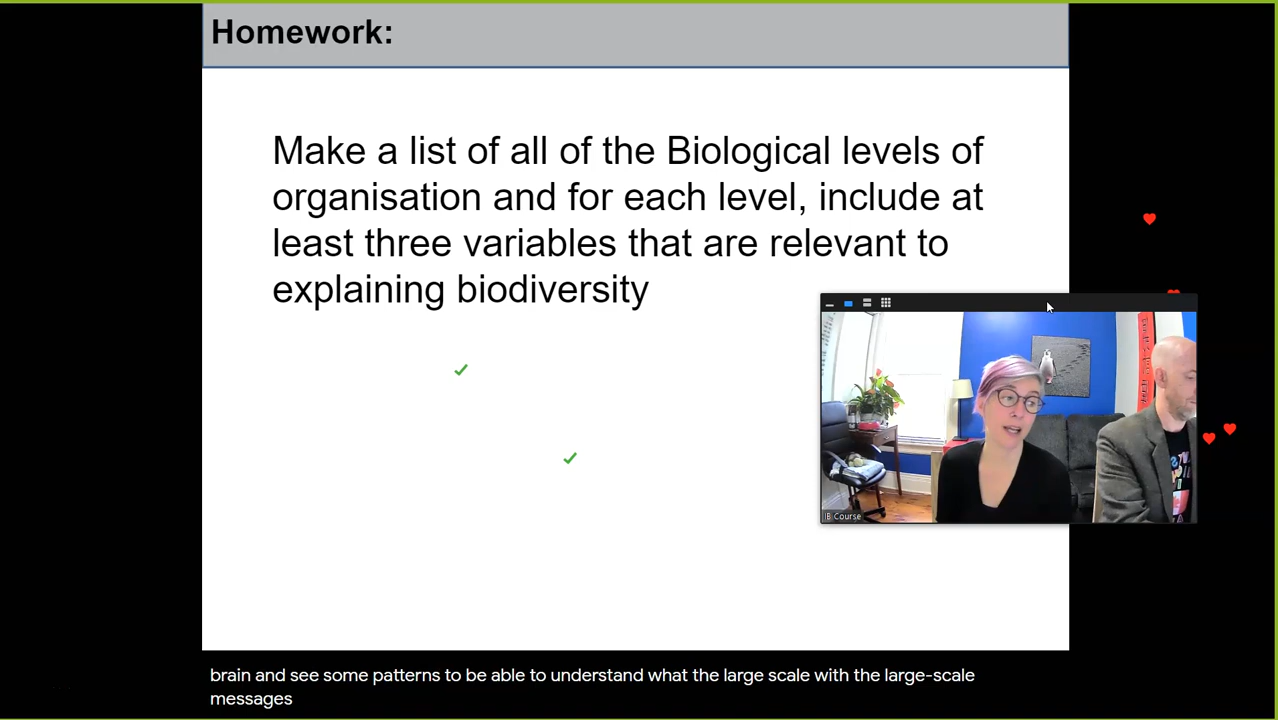 Homework:
Make a list of all of the Biological levels of
organisation and for each level, include at
least three variables that are relevant to
explaining biodiversity
IB Course
brain and see some patterns to be able to understand what the large scale with the large-scale
messages